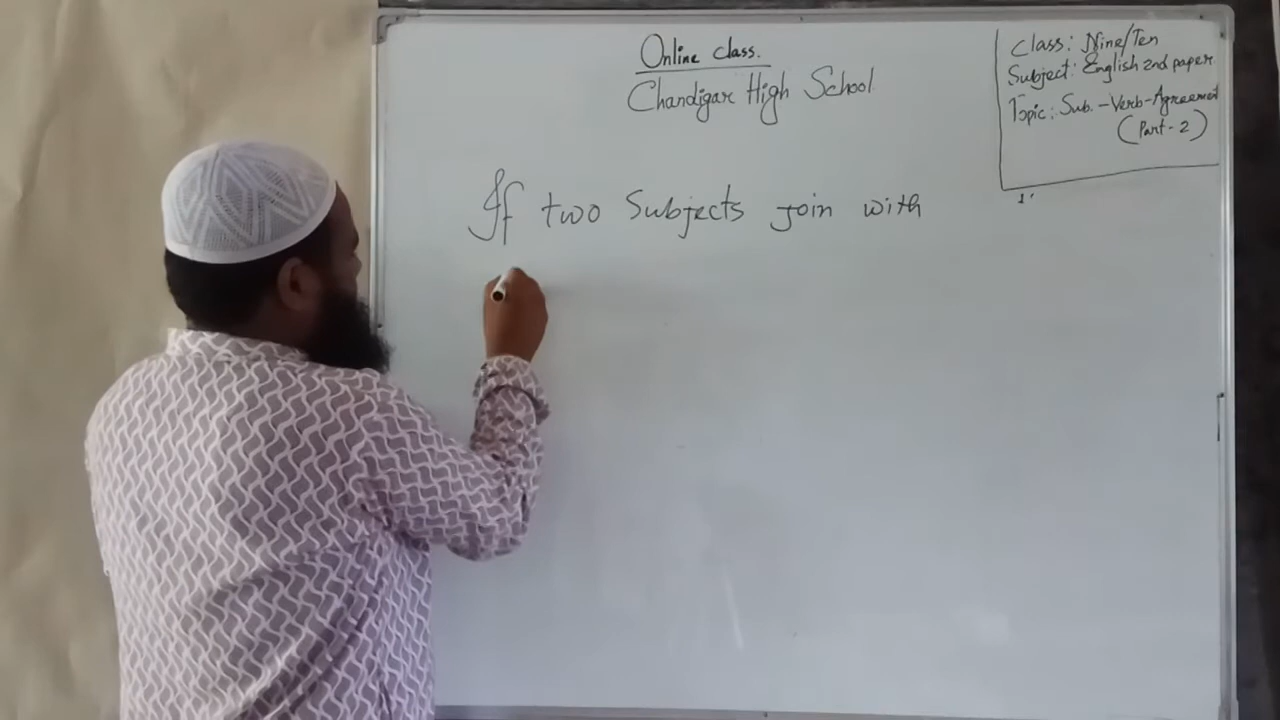 Online class.
Chandigar High School
Class: Nine/Ten
Subject: English 2nd paper
Topic: Sub.-Verb-Agreement
(Part-2)
If two Subjects join with